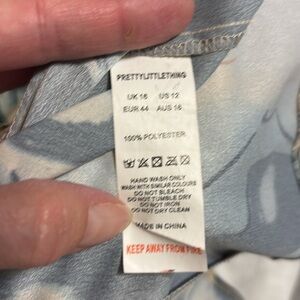 PRETTYLITTLETHING
UK 16 US 12
EUR 44 AUS 16
100% POLYESTER
HAND WASH ONLY
WASH WITH SIMILAR COLOURS
DO NOT BLEACH
DO NOT TUMBLE DRY
DO NOT IRON
DO NOT DRY CLEAN
MADE IN CHINA
KEEP AWAY FROM FIRE